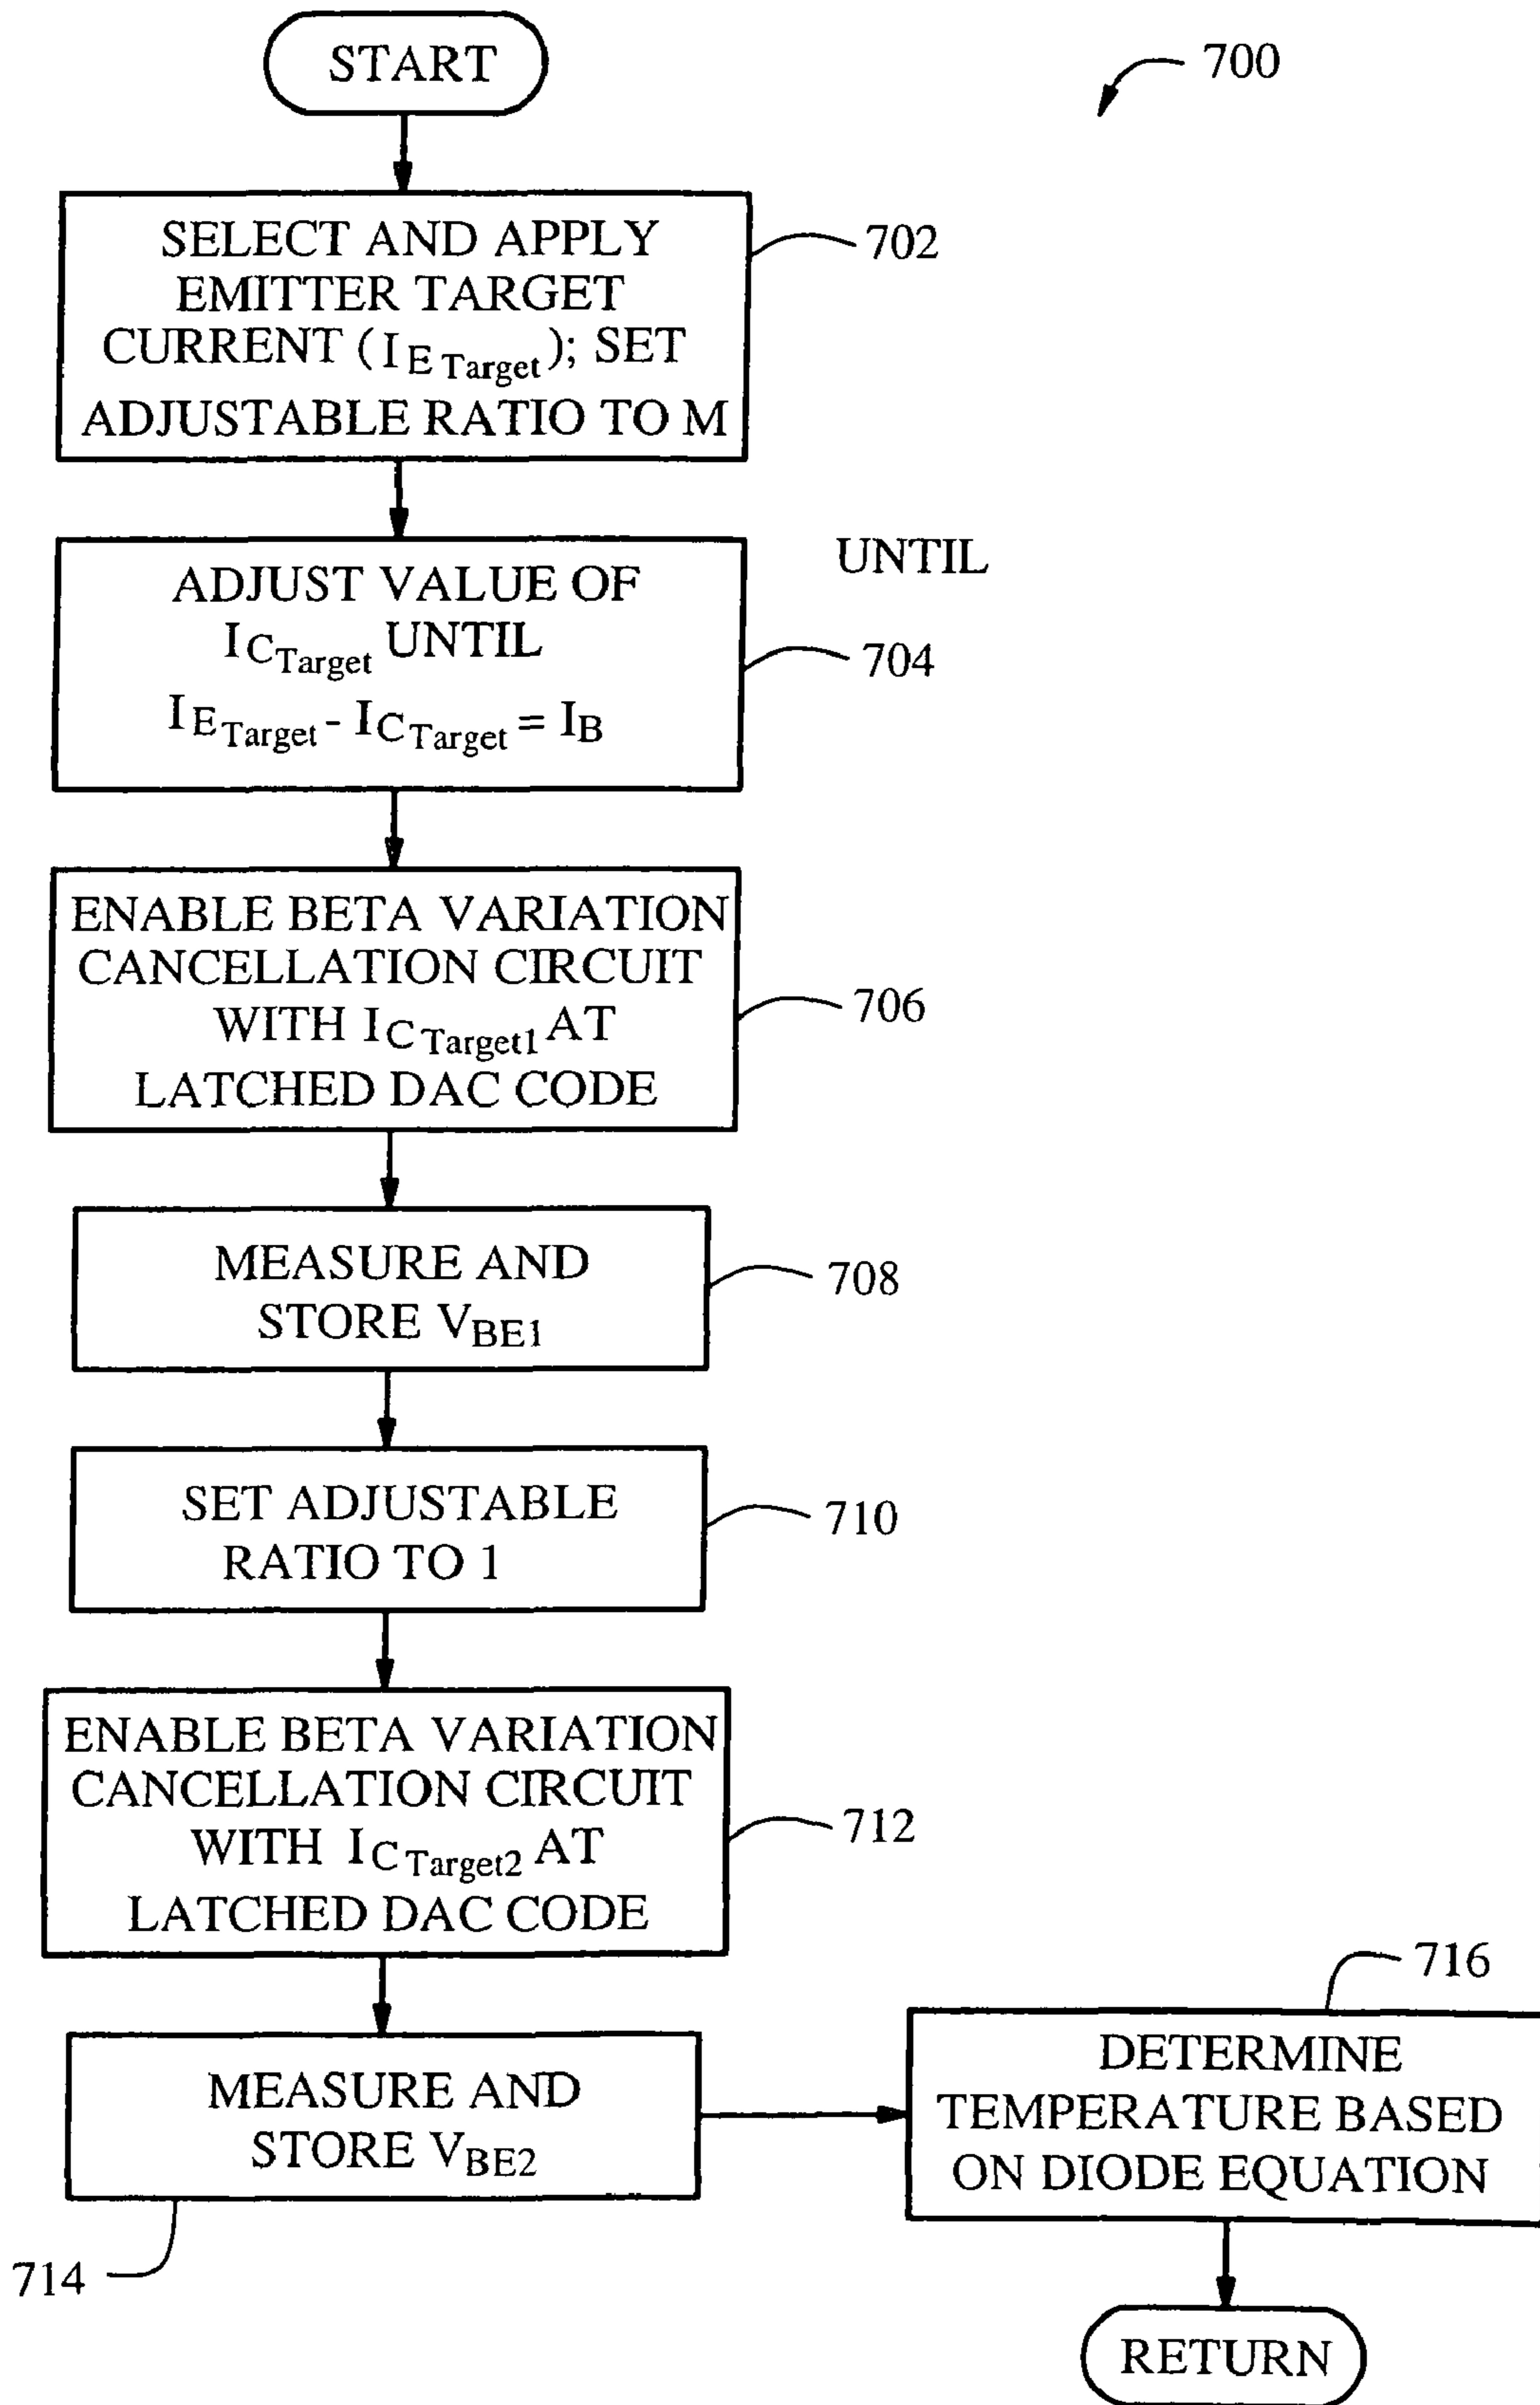 START
700
SELECT AND APPLY
EMITTER TARGET
CURRENT (I E Target); SET
ADJUSTABLE RATIO TO M
702
UNTIL
ADJUST VALUE OF
I C Target UNTIL
I E Target - I C Target = I B
704
ENABLE BETA VARIATION
CANCELLATION CIRCUIT
WITH I C Target1 AT
LATCHED DAC CODE
706
MEASURE AND
STORE V BE1
708
SET ADJUSTABLE
RATIO TO 1
710
ENABLE BETA VARIATION
CANCELLATION CIRCUIT
WITH I C Target2 AT
LATCHED DAC CODE
712
MEASURE AND
STORE V BE2
714
716
DETERMINE
TEMPERATURE BASED
ON DIODE EQUATION
RETURN